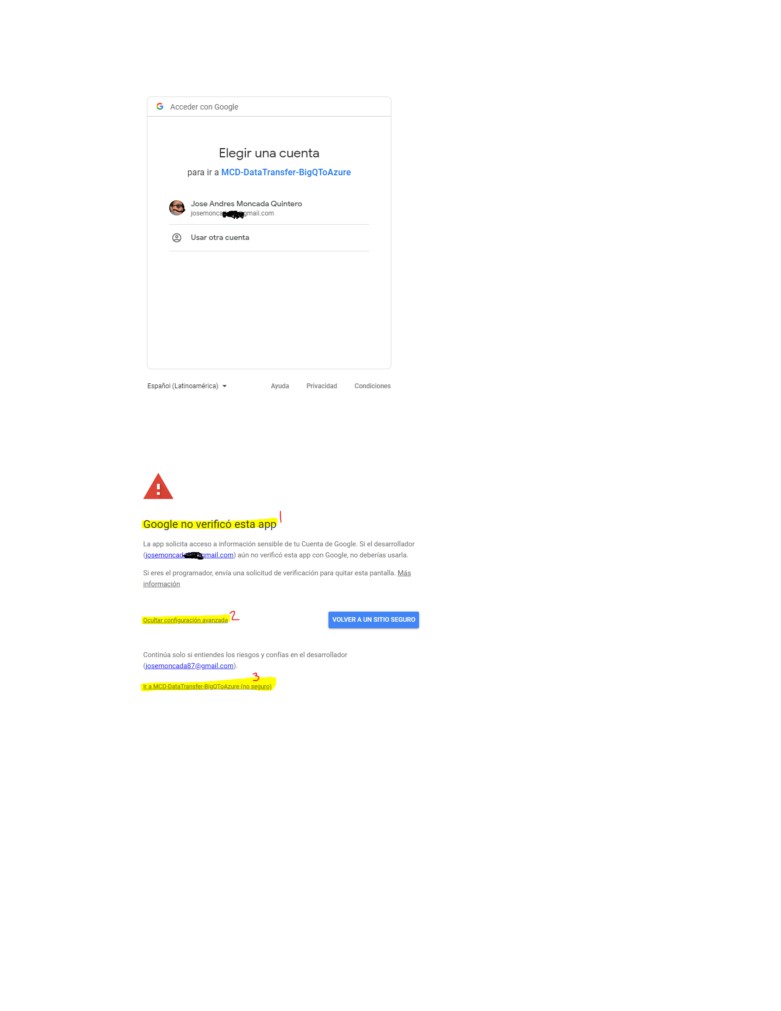 Acceder con Google
Elegir una cuenta
para ir a MCD-DataTransfer-BigQToAzure
Jose Andres Moncada Quintero
josemonca gmail.com
Usar otra cuenta
Español (Latinoamérica) Ayuda Privacidad Condiciones
Google no verificó esta app 1
La app solicita acceso a información sensible de tu Cuenta de Google. Si el desarrollador
(josemoncad gmail.com) aún no verificó esta app con Google, no deberías usarla.
Si eres el programador, envía una solicitud de verificación para quitar esta pantalla. Más
información
Ocultar configuración avanzada 2
VOLVER A UN SITIO SEGURO
Continúa solo si entiendes los riesgos y confías en el desarrollador
(josemoncada87@gmail.com).
3
Ir a MCD-DataTransfer-BigQToAzure (no seguro)